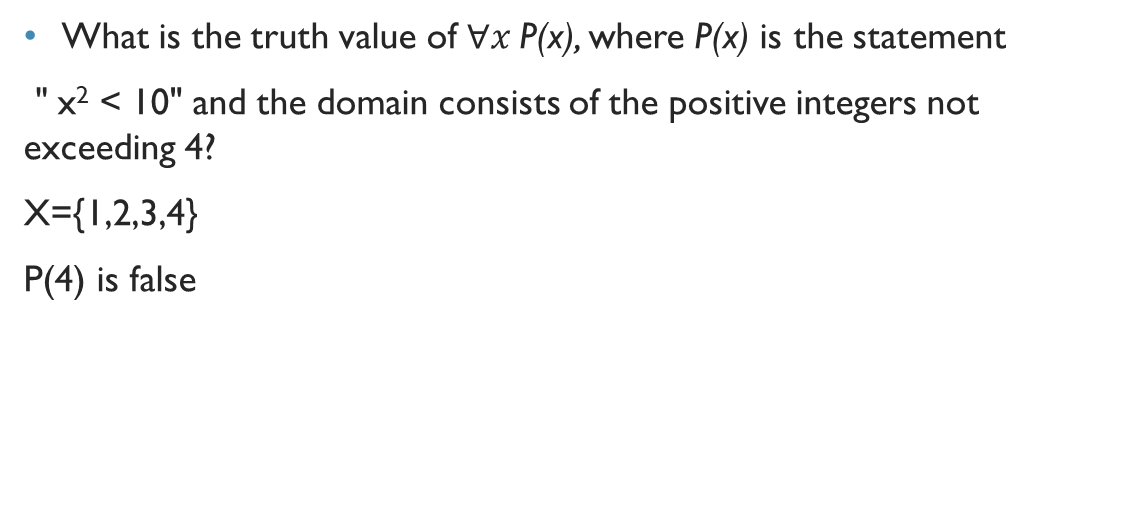 • What is the truth value of ∀x P(x), where P(x) is the statement
" x² < 10" and the domain consists of the positive integers not
exceeding 4?
X={1,2,3,4}
P(4) is false